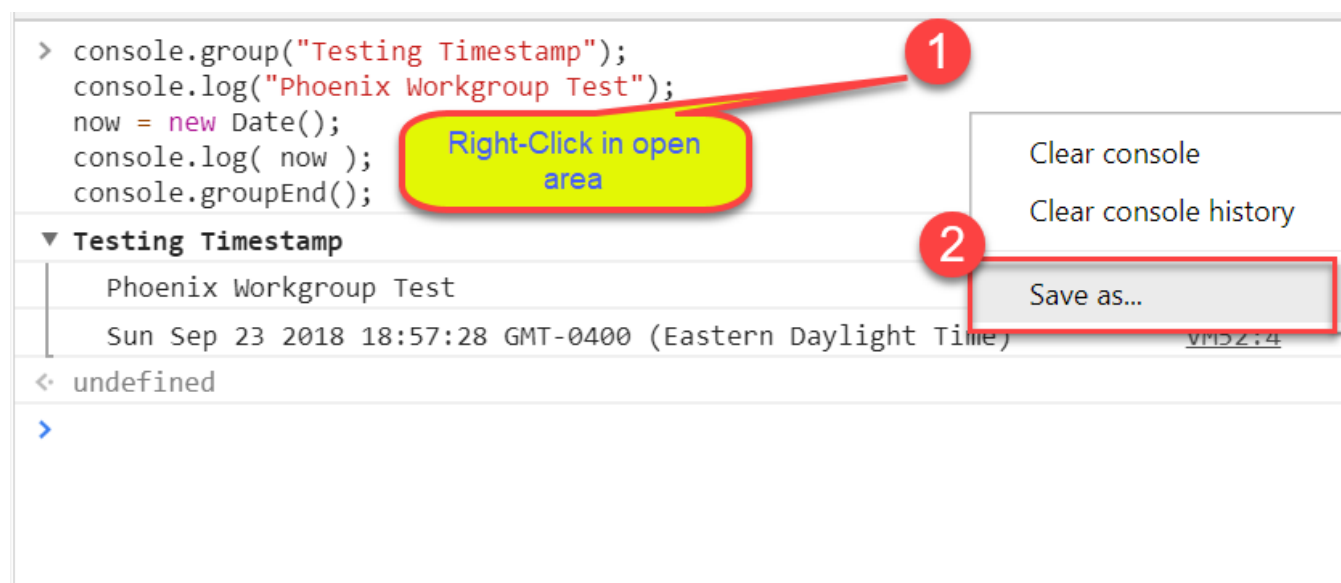 > console.group("Testing Timestamp");
console.log("Phoenix Workgroup Test");
now = new Date();
console.log( now );
console.groupEnd();
1
Right-Click in open
area
Clear console
Clear console history
2
Save as...
▼ Testing Timestamp
Phoenix Workgroup Test
Sun Sep 23 2018 18:57:28 GMT-0400 (Eastern Daylight Time)
VM52:4
undefined
>